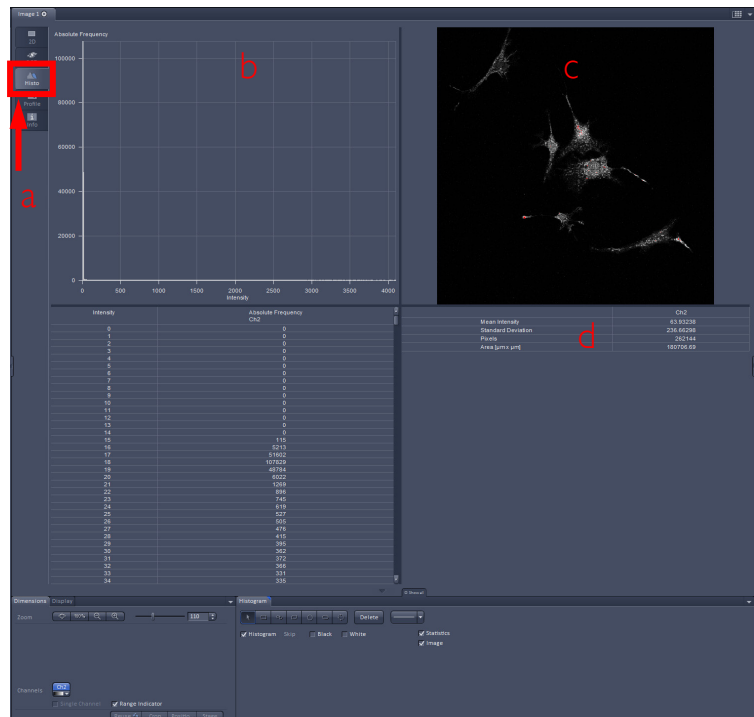 Image 1
2D
Histo
Profile
Info
a
Absolute Frequency
b
100000
80000
60000
40000
20000
0
0 500 1000 1500 2000 2500 3000 3500 4000
Intensity
c
Intensity Absolute Frequency
Ch2
0 0
1 0
2 0
3 0
4 0
5 0
6 0
7 0
8 0
9 0
10 0
11 0
12 0
13 0
14 0
15 115
16 5213
17 51602
18 107829
19 48794
20 6022
21 1269
22 896
23 745
24 619
25 527
26 505
27 476
28 415
29 395
30 362
31 372
32 366
33 331
34 335
Ch2
Mean Intensity 63.93238
Standard Deviation 236.66298
Pixels 262144
Area [µm x µm] 180706.69
d
Dimensions Display
Zoom 110
Channels Ch2
Single Channel Range Indicator
Histogram
Delete
Histogram Skip Black White
Statistics
Image